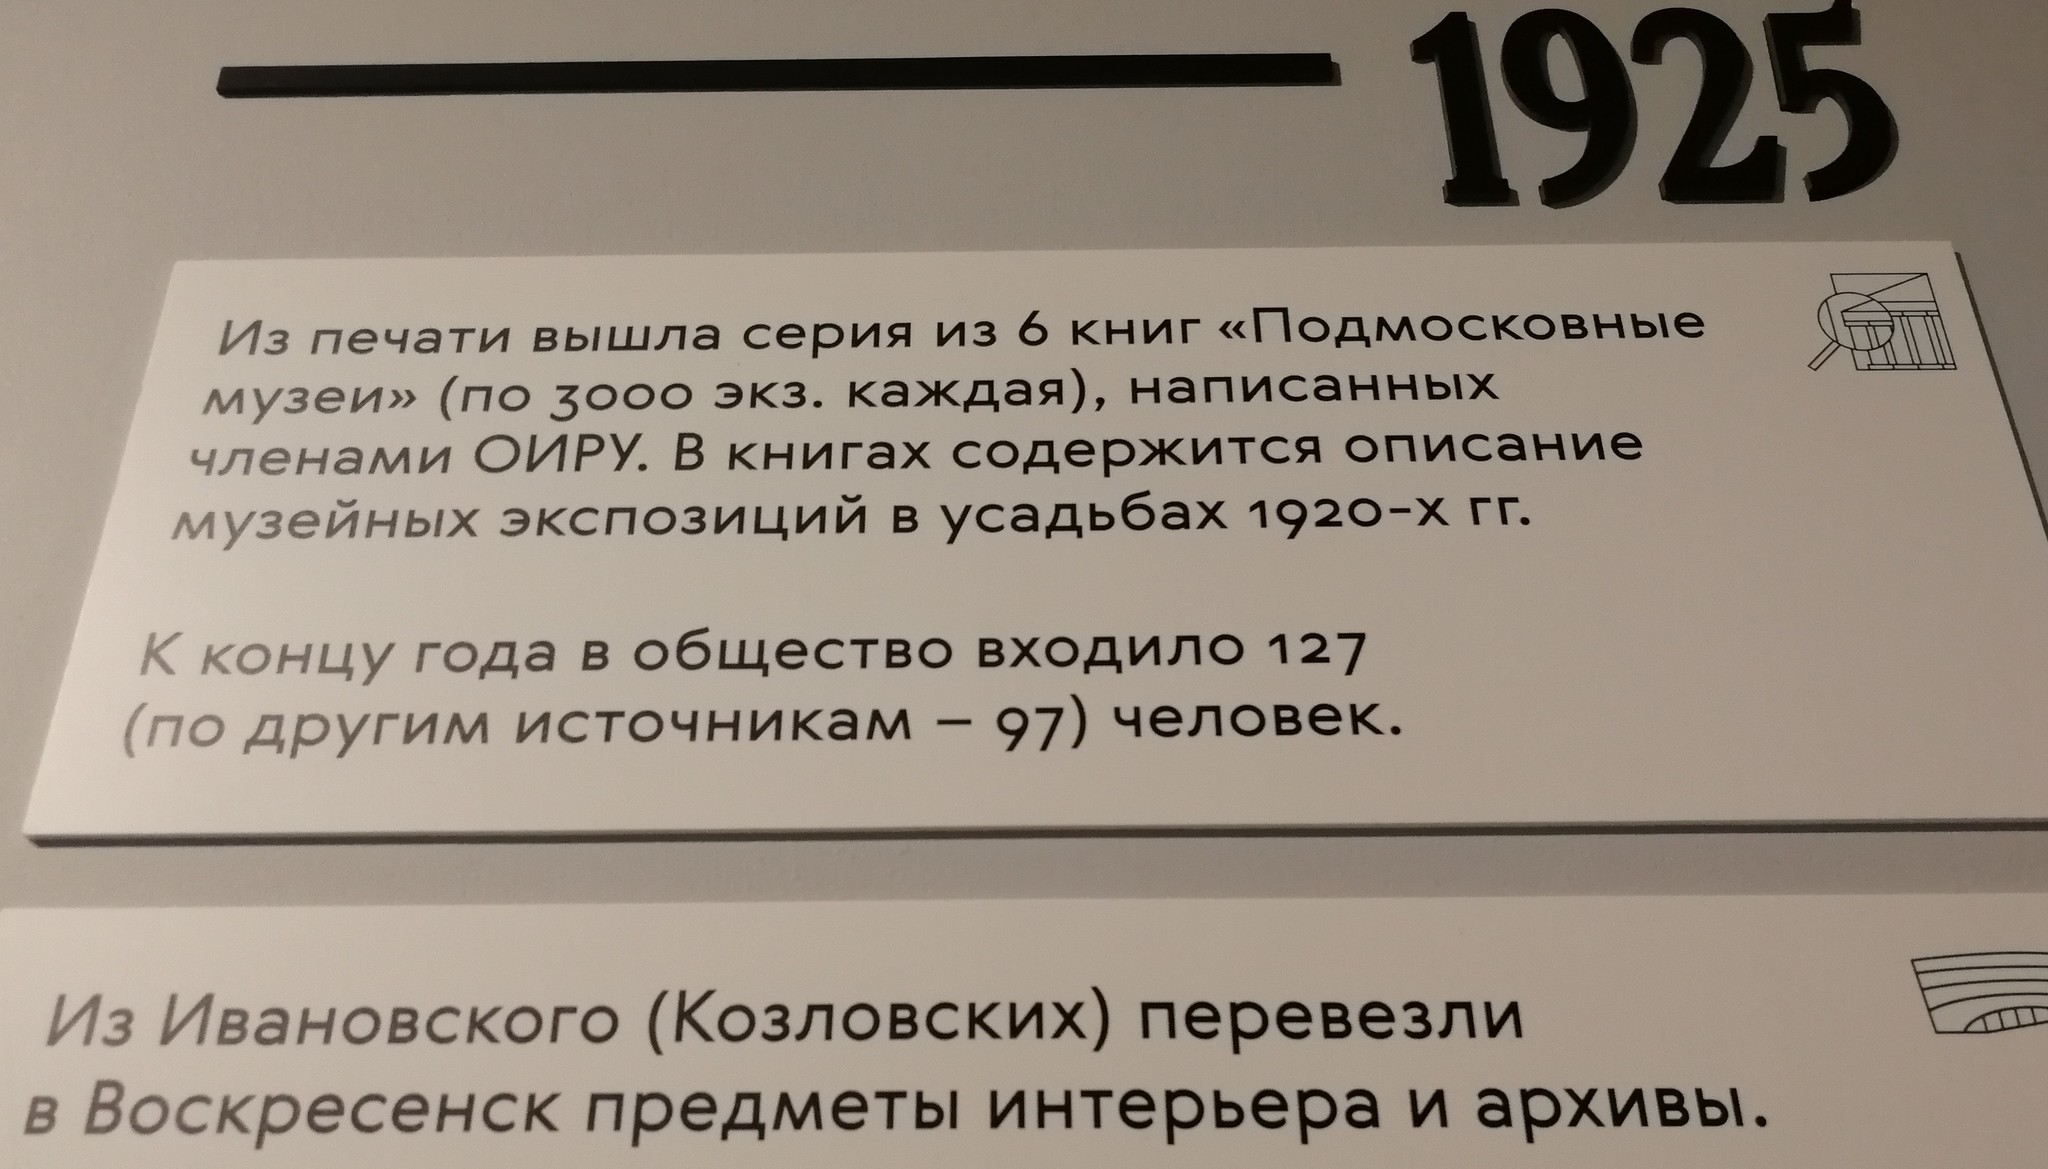 1925
Из печати вышла серия из 6 книг «Подмосковные
музеи» (по 3000 экз. каждая), написанных
членами ОИРУ. В книгах содержится описание
музейных экспозиций в усадьбах 1920-х гг.
К концу года в общество входило 127
(по другим источникам – 97) человек.
Из Ивановского (Козловских) перевезли
в Воскресенск предметы интерьера и архивы.